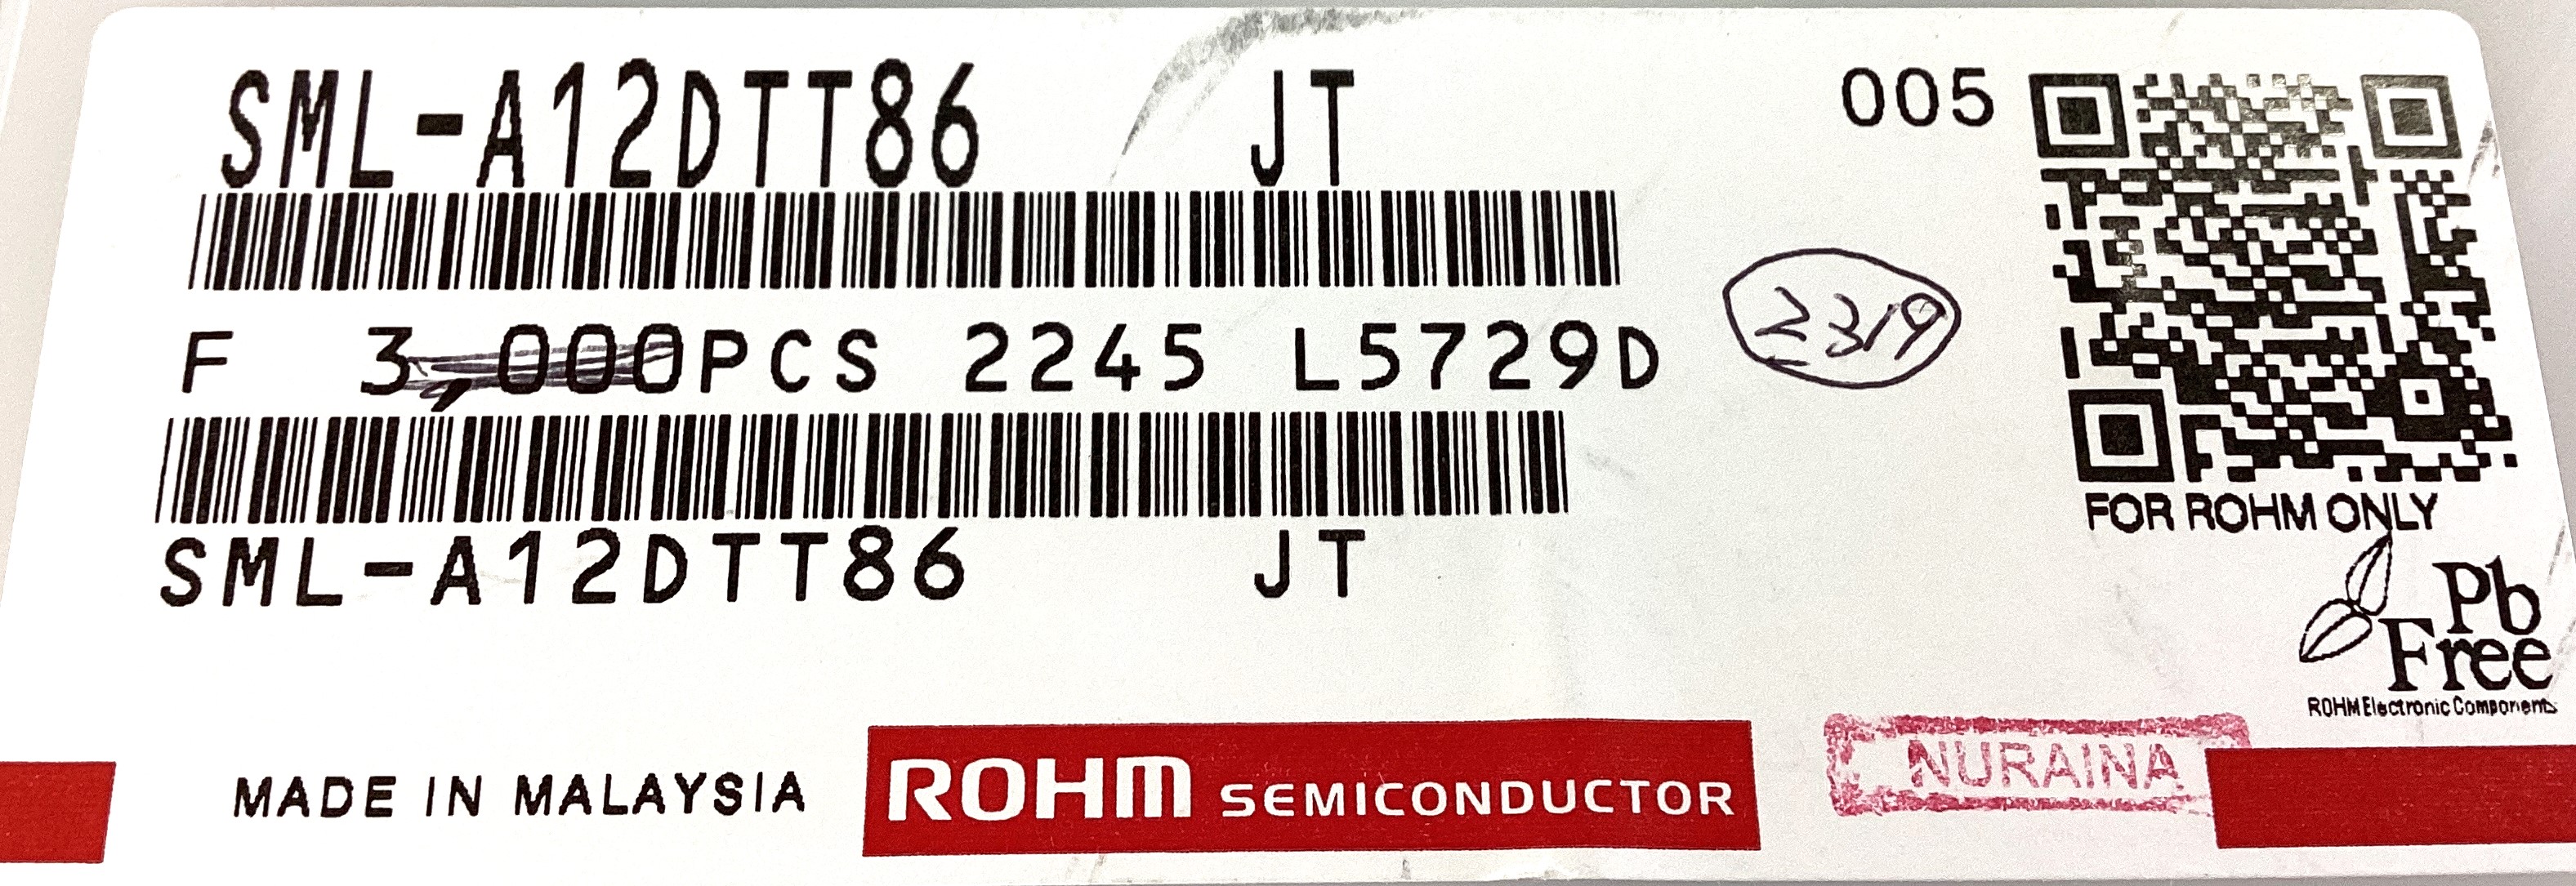 SML-A12DTT86 JT 005
F 3,000PCS 2245 L5729D 2319
SML-A12DTT86 JT
FOR ROHM ONLY
Pb
Free
ROHM Electronic Components
MADE IN MALAYSIA ROHM SEMICONDUCTOR NURAINA